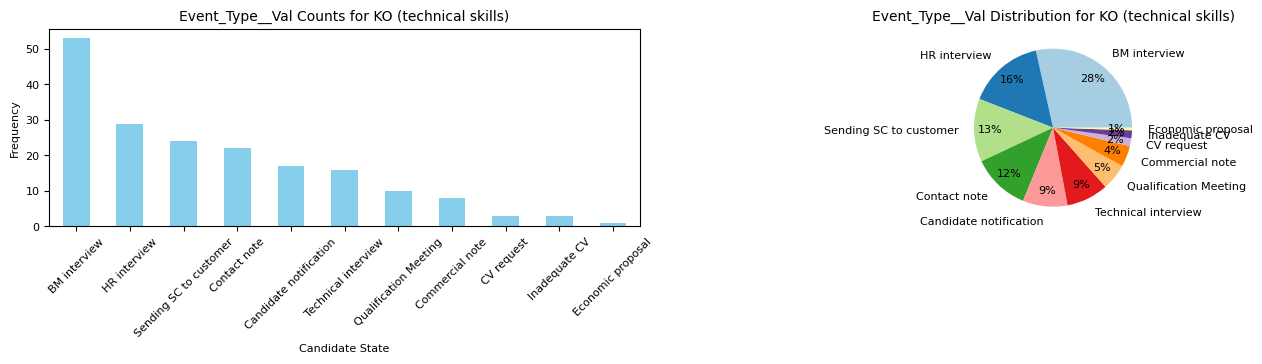 Event_Type__Val Counts for KO (technical skills)
Frequency
50
40
30
20
10
0
BM interview
HR interview
Sending SC to customer
Contact note
Candidate notification
Technical interview
Qualification Meeting
Commercial note
CV request
Inadequate CV
Economic proposal
Candidate State
Event_Type__Val Distribution for KO (technical skills)
BM interview
28%
HR interview
16%
Sending SC to customer
13%
Contact note
12%
Candidate notification
9%
Technical interview
9%
Qualification Meeting
5%
Commercial note
4%
CV request
2%
Inadequate CV
Economic proposal
1%